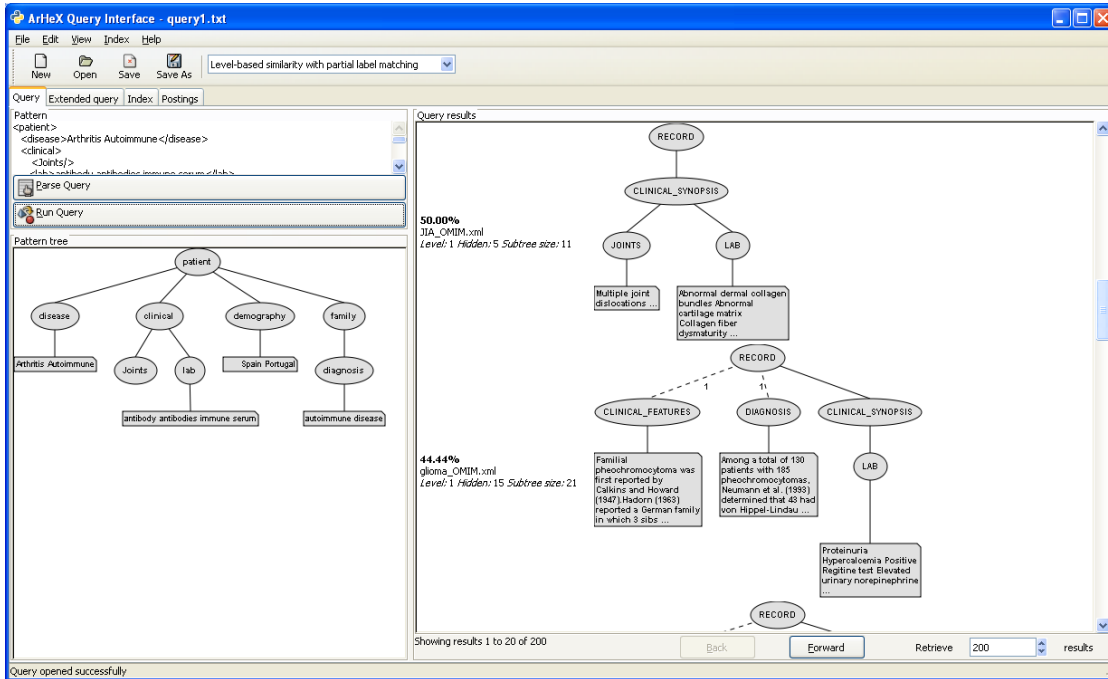 ArHeX Query Interface - query1.txt
File Edit View Index Help
New Open Save Save As Level-based similarity with partial label matching
Query Extended query Index Postings
Pattern
<patient>
<disease>Arthritis Autoimmune</disease>
<clinical>
<Joints/>
<lab>antibody antibodies immune serum</lab>
Parse Query
Run Query
Pattern tree
patient
disease clinical demography family
Arthritis Autoimmune Joints lab Spain Portugal diagnosis
antibody antibodies immune serum autoimmune disease
Query results
RECORD
CLINICAL_SYNOPSIS
50.00%
JIA_OMIM.xml
Level: 1 Hidden: 5 Subtree size: 11
JOINTS LAB
Multiple joint
dislocations ...
Abnormal dermal collagen
bundles Abnormal
cartilage matrix
Collagen fiber
dysmaturity ...
RECORD
1 1
CLINICAL_FEATURES DIAGNOSIS CLINICAL_SYNOPSIS
44.44%
glioma_OMIM.xml
Level: 1 Hidden: 15 Subtree size: 21
Familial
pheochromocytoma was
first reported by
Calkins and Howard
(1947).Hadorn (1963)
reported a German family
in which 3 sibs ...
Among a total of 130
patients with 185
pheochromocytomas,
Neumann et al. (1993)
determined that 43 had
von Hippel-Lindau ...
LAB
Proteinuria
Hypercalcemia Positive
Regitine test Elevated
urinary norepinephrine
...
RECORD
Showing results 1 to 20 of 200 Back Forward Retrieve 200 results
Query opened successfully